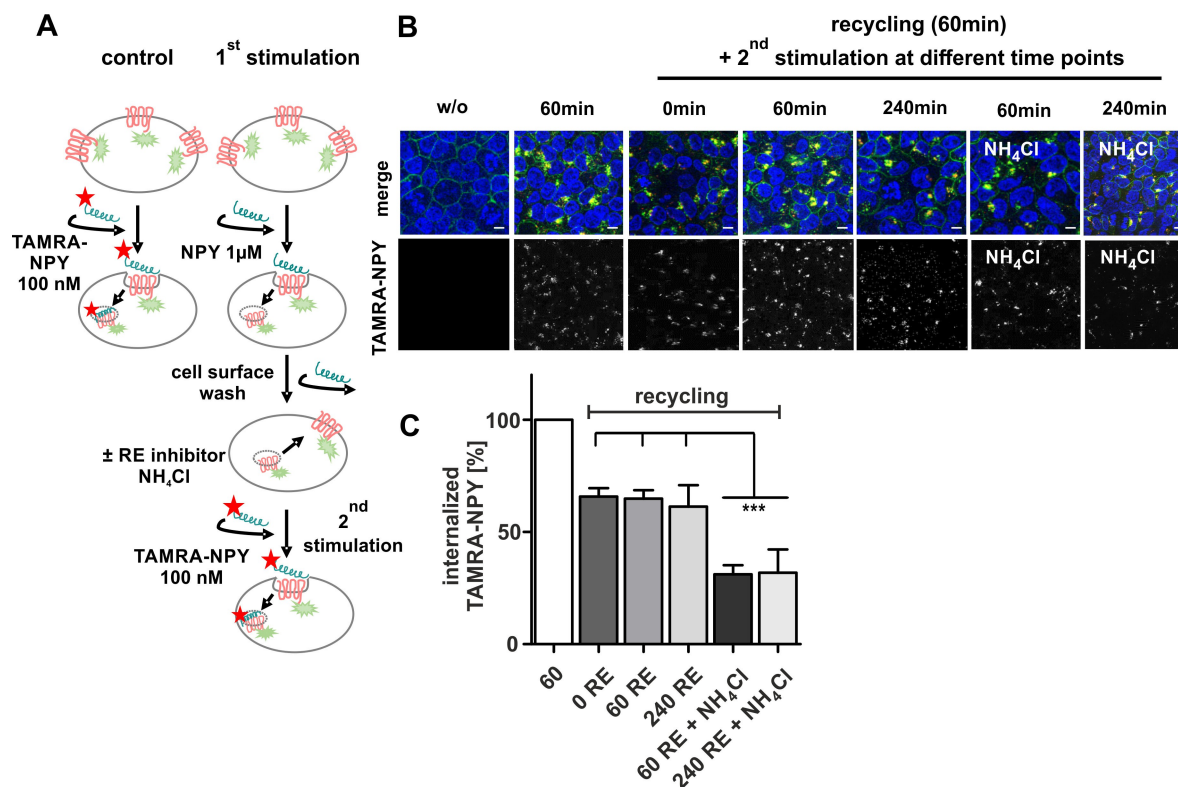 A
control
1st stimulation
TAMRA-
NPY
100 nM
NPY 1µM
cell surface
wash
± RE inhibitor
NH4Cl
2nd
stimulation
TAMRA-NPY
100 nM
B
recycling (60min)
+ 2nd stimulation at different time points
w/o
60min
0min
60min
240min
60min
240min
merge
NH4Cl
NH4Cl
TAMRA-NPY
NH4Cl
NH4Cl
C
recycling
internalized
TAMRA-NPY [%]
100
50
0
***
60
0 RE
60 RE
240 RE
60 RE + NH4Cl
240 RE + NH4Cl